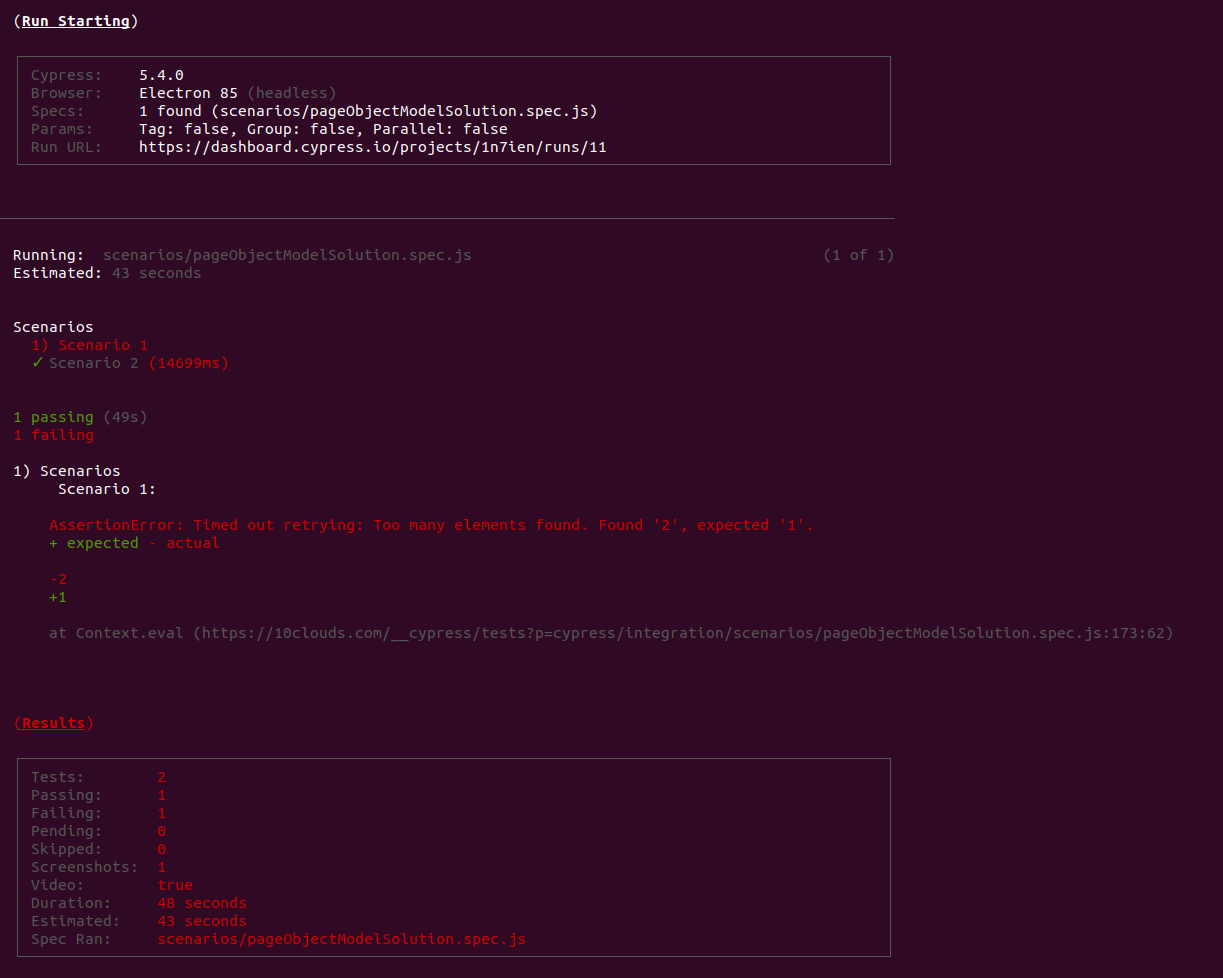 (Run Starting)
Cypress: 5.4.0
Browser: Electron 85 (headless)
Specs: 1 found (scenarios/pageObjectModelSolution.spec.js)
Params: Tag: false, Group: false, Parallel: false
Run URL: https://dashboard.cypress.io/projects/1n7ien/runs/11
Running: scenarios/pageObjectModelSolution.spec.js (1 of 1)
Estimated: 43 seconds
Scenarios
1) Scenario 1
✓ Scenario 2 (14699ms)
1 passing (49s)
1 failing
1) Scenarios
Scenario 1:
AssertionError: Timed out retrying: Too many elements found. Found '2', expected '1'.
+ expected - actual
-2
+1
at Context.eval (https://10clouds.com/__cypress/tests?p=cypress/integration/scenarios/pageObjectModelSolution.spec.js:173:62)
(Results)
Tests: 2
Passing: 1
Failing: 1
Pending: 0
Skipped: 0
Screenshots: 1
Video: true
Duration: 48 seconds
Estimated: 43 seconds
Spec Ran: scenarios/pageObjectModelSolution.spec.js